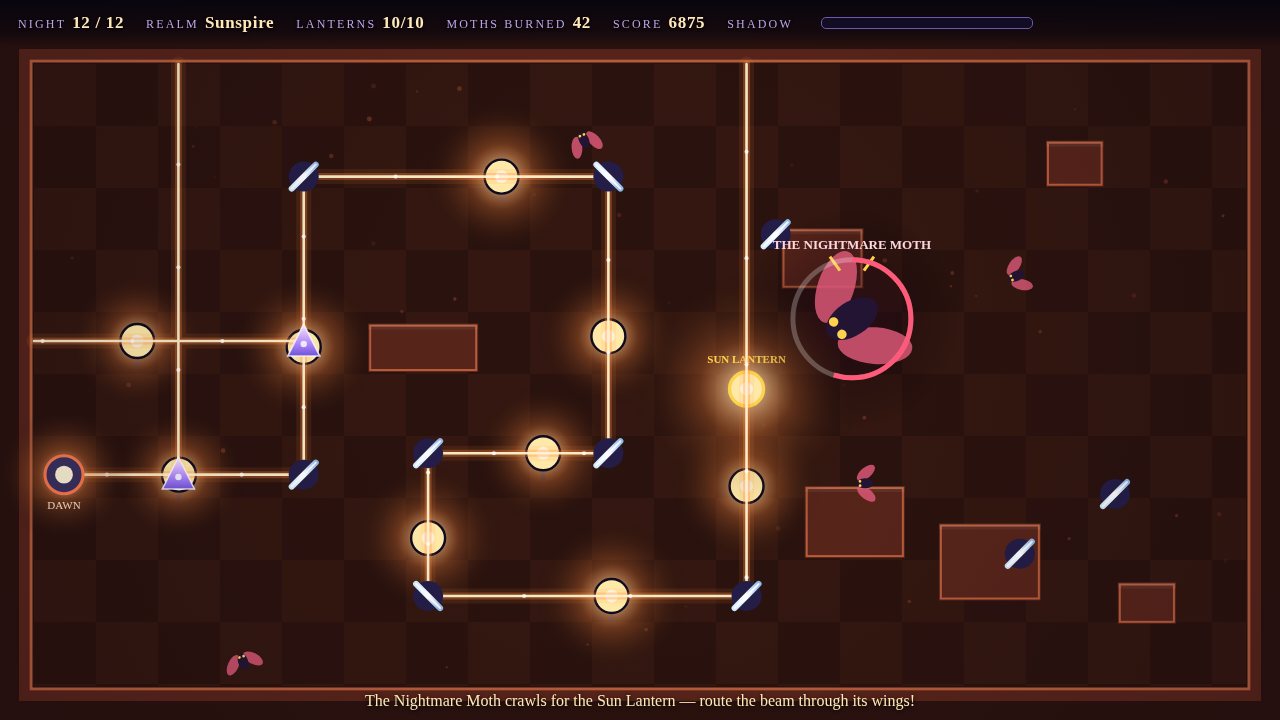 NIGHT 12 / 12 REALM Sunspire LANTERNS 10/10 MOTHS BURNED 42 SCORE 6875 SHADOW
THE NIGHTMARE MOTH
SUN LANTERN
DAWN
The Nightmare Moth crawls for the Sun Lantern — route the beam through its wings!